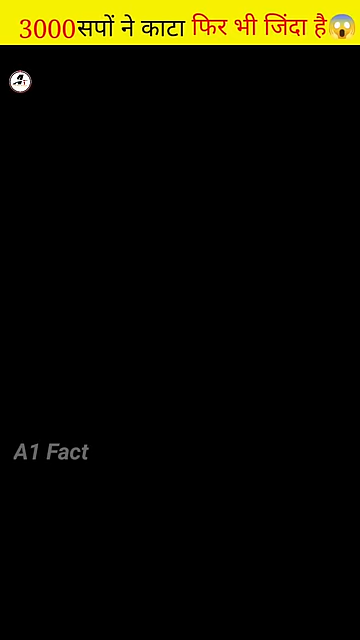 3000सपों ने काटा फिर भी जिंदा है😱
A1 Fact